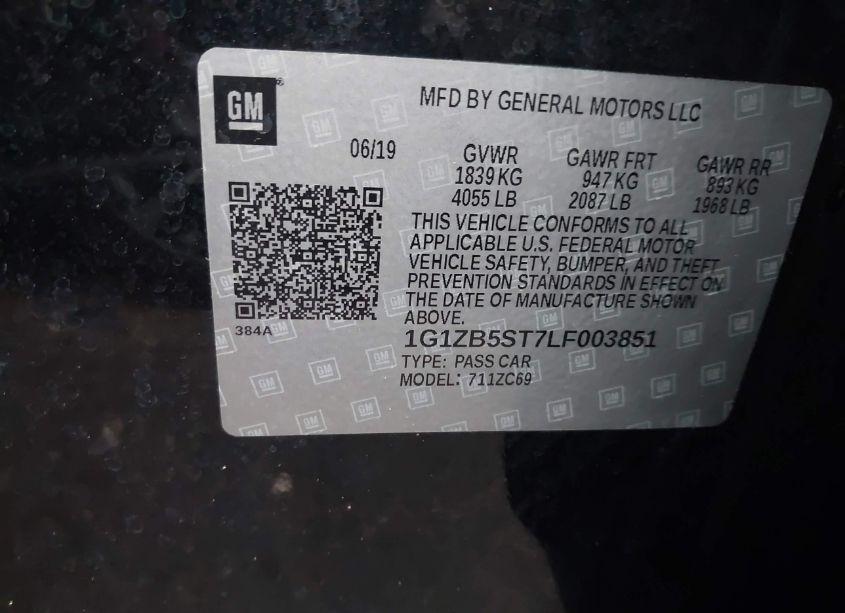 GM
MFD BY GENERAL MOTORS LLC
06/19
GVWR
1839 KG
4055 LB
GAWR FRT
947 KG
2087 LB
GAWR RR
893 KG
1968 LB
THIS VEHICLE CONFORMS TO ALL
APPLICABLE U.S. FEDERAL MOTOR
VEHICLE SAFETY, BUMPER, AND THEFT
PREVENTION STANDARDS IN EFFECT ON
THE DATE OF MANUFACTURE SHOWN
ABOVE.
384A
1G1ZB5ST7LF003851
TYPE: PASS CAR
MODEL: 711ZC69